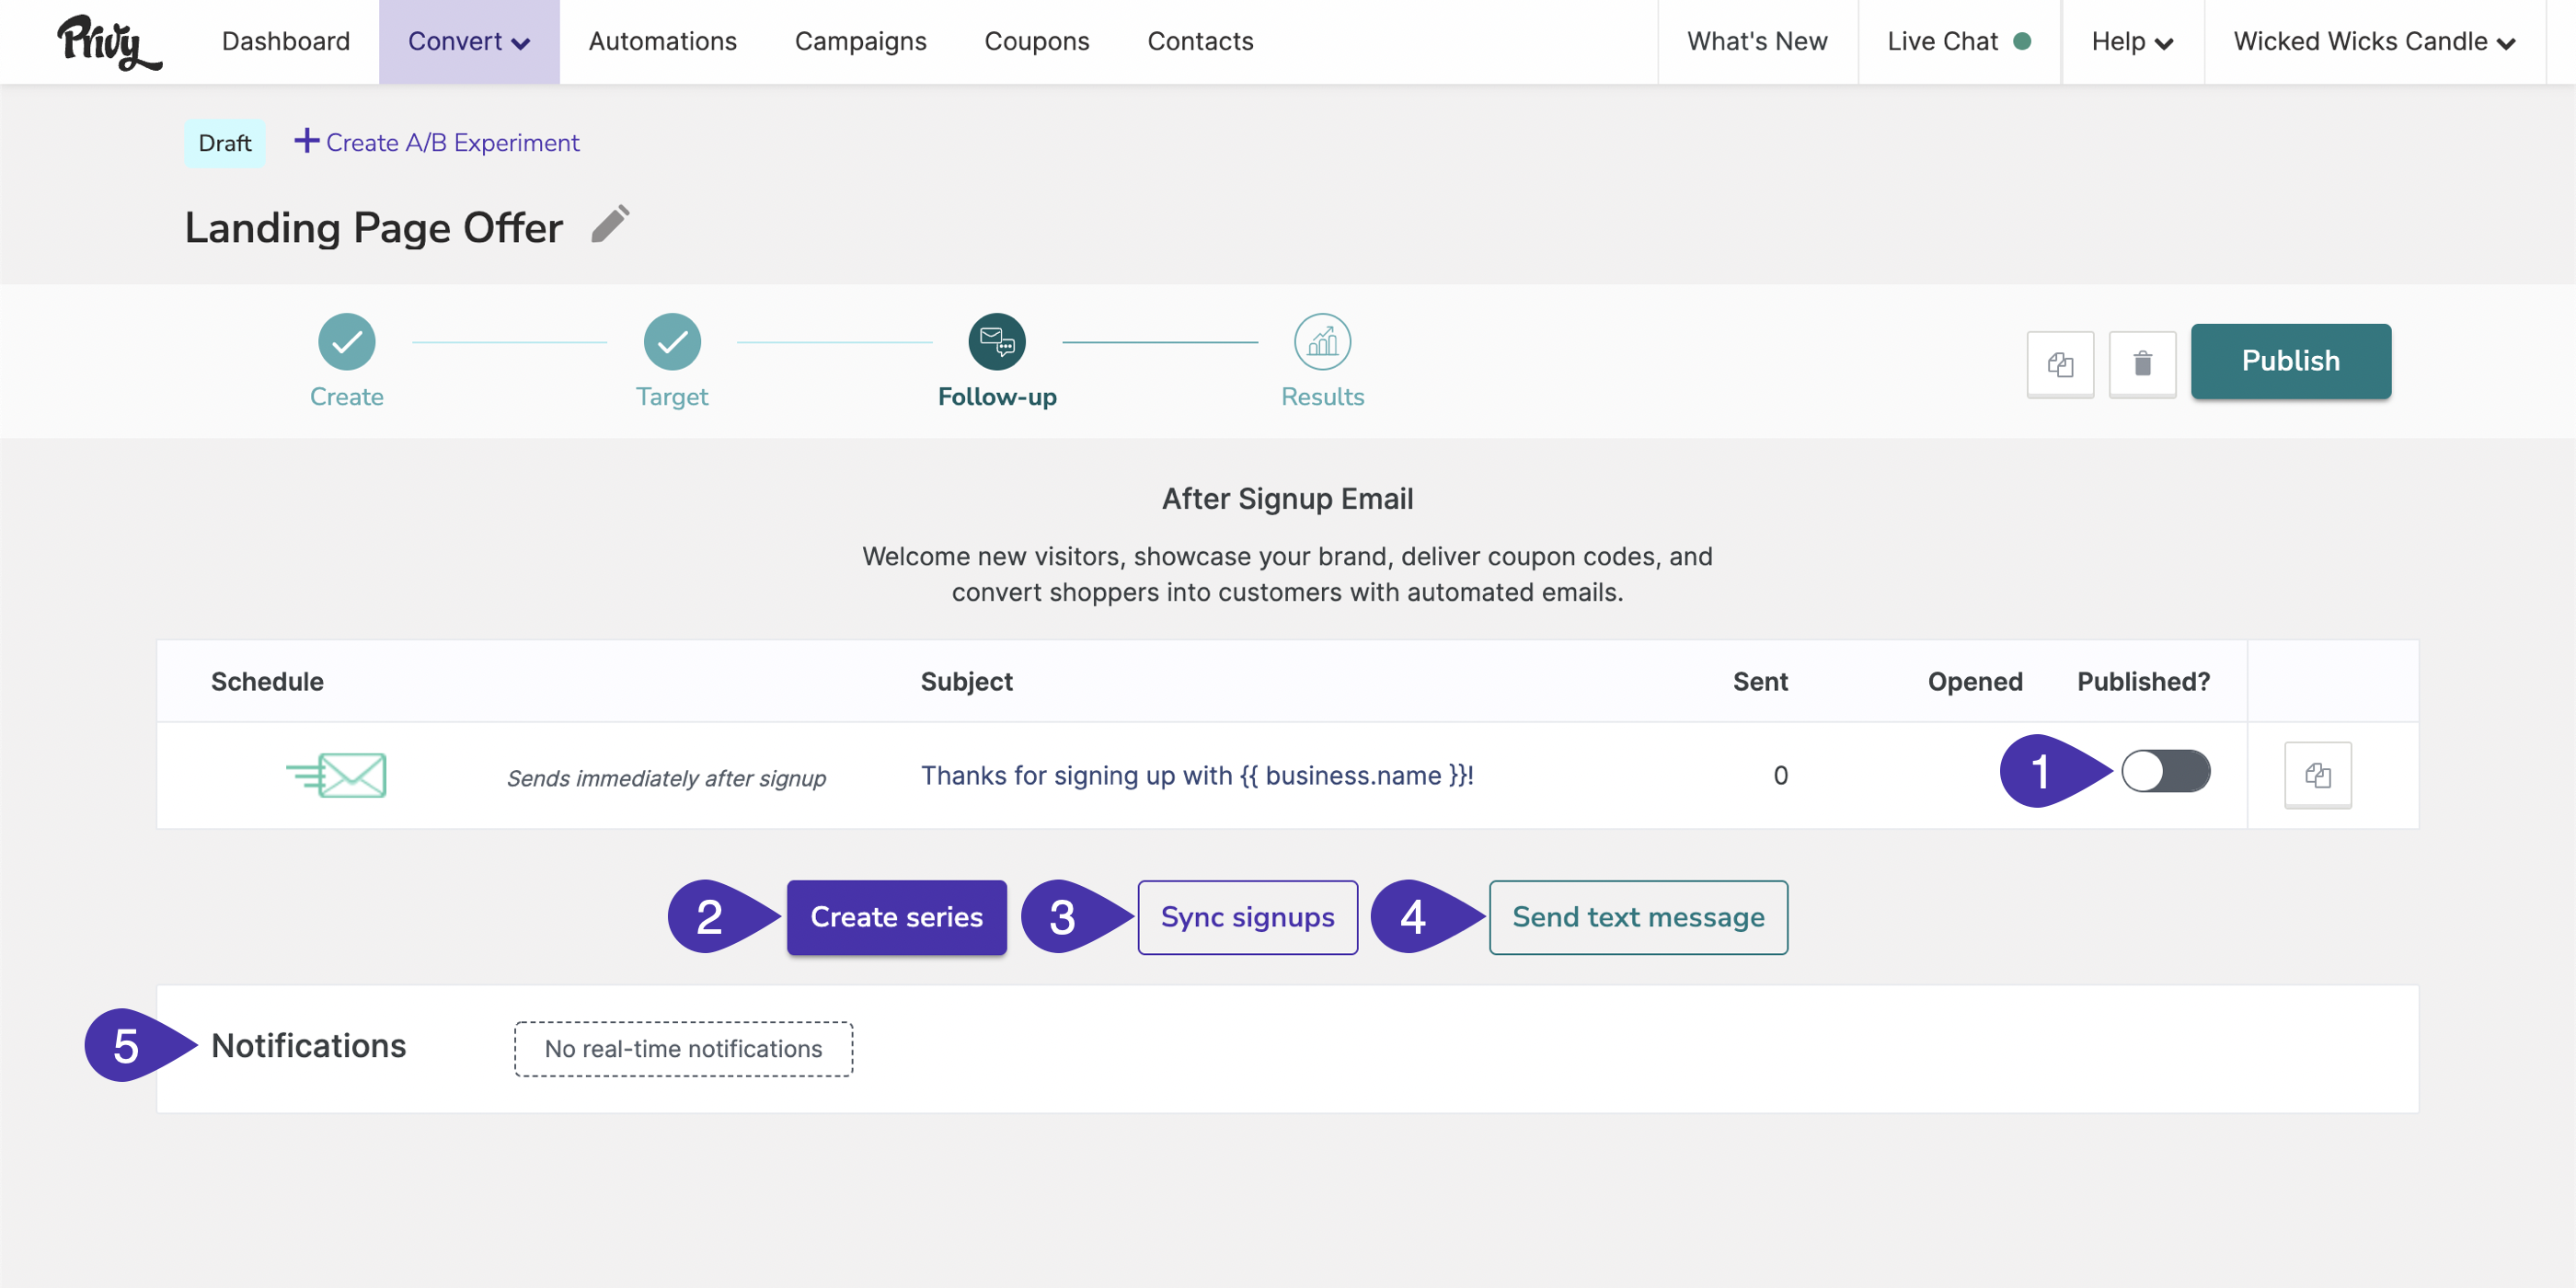 Privy Dashboard Convert Automations Campaigns Coupons Contacts What's New Live Chat Help Wicked Wicks Candle
Draft Create A/B Experiment
Landing Page Offer
Create Target Follow-up Results
Publish
After Signup Email
Welcome new visitors, showcase your brand, deliver coupon codes, and
convert shoppers into customers with automated emails.
Schedule Subject Sent Opened Published?
Sends immediately after signup Thanks for signing up with {{ business.name }}! 0 1
2 Create series 3 Sync signups 4 Send text message
5 Notifications No real-time notifications